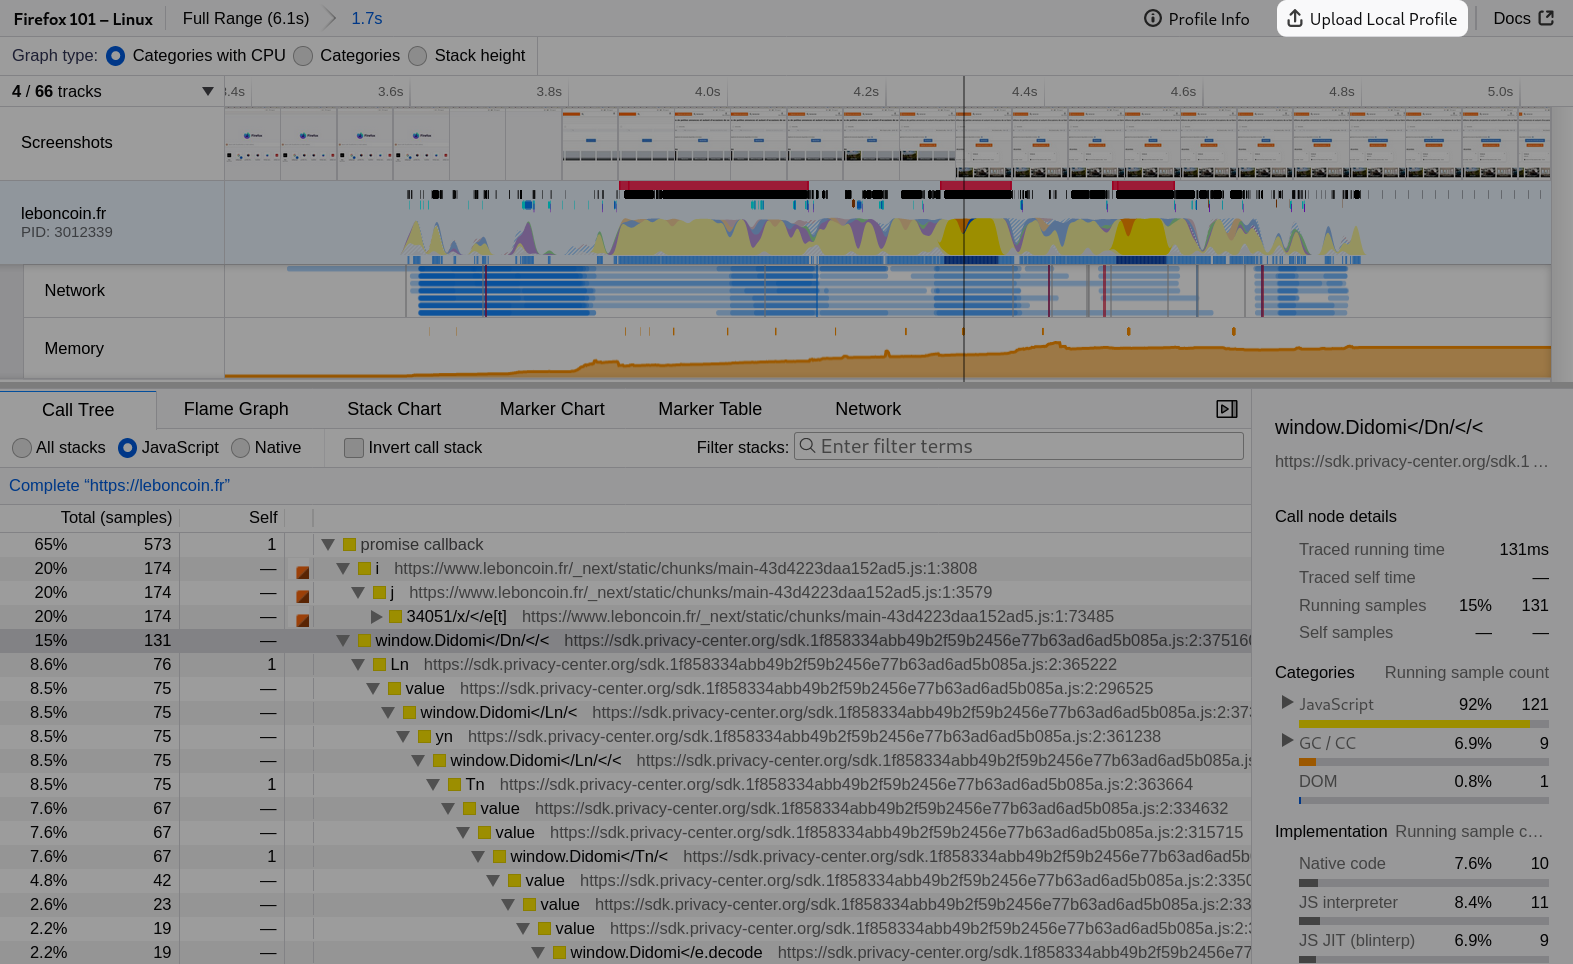 Firefox 101 – Linux Full Range (6.1s) 1.7s Profile Info Upload Local Profile Docs
Graph type: Categories with CPU Categories Stack height
4 / 66 tracks 3.4s 3.6s 3.8s 4.0s 4.2s 4.4s 4.6s 4.8s 5.0s
Screenshots
leboncoin.fr
PID: 3012339
Network
Memory
Call Tree Flame Graph Stack Chart Marker Chart Marker Table Network
All stacks JavaScript Native Invert call stack Filter stacks: Enter filter terms
Complete “https://leboncoin.fr”
Total (samples) Self
65% 573 1 promise callback
20% 174 — i https://www.leboncoin.fr/_next/static/chunks/main-43d4223daa152ad5.js:1:3808
20% 174 — j https://www.leboncoin.fr/_next/static/chunks/main-43d4223daa152ad5.js:1:3579
20% 174 — 34051/x/</e[t] https://www.leboncoin.fr/_next/static/chunks/main-43d4223daa152ad5.js:1:73485
15% 131 — window.Didomi</Dn/</< https://sdk.privacy-center.org/sdk.1f858334abb49b2f59b2456e77b63ad6ad5b085a.js:2:375160
8.6% 76 1 Ln https://sdk.privacy-center.org/sdk.1f858334abb49b2f59b2456e77b63ad6ad5b085a.js:2:365222
8.5% 75 — value https://sdk.privacy-center.org/sdk.1f858334abb49b2f59b2456e77b63ad6ad5b085a.js:2:296525
8.5% 75 — window.Didomi</Ln/< https://sdk.privacy-center.org/sdk.1f858334abb49b2f59b2456e77b63ad6ad5b085a.js:2:373
8.5% 75 — yn https://sdk.privacy-center.org/sdk.1f858334abb49b2f59b2456e77b63ad6ad5b085a.js:2:361238
8.5% 75 — window.Didomi</Ln/</< https://sdk.privacy-center.org/sdk.1f858334abb49b2f59b2456e77b63ad6ad5b085a.js
8.5% 75 1 Tn https://sdk.privacy-center.org/sdk.1f858334abb49b2f59b2456e77b63ad6ad5b085a.js:2:363664
7.6% 67 — value https://sdk.privacy-center.org/sdk.1f858334abb49b2f59b2456e77b63ad6ad5b085a.js:2:334632
7.6% 67 — value https://sdk.privacy-center.org/sdk.1f858334abb49b2f59b2456e77b63ad6ad5b085a.js:2:315715
7.6% 67 1 window.Didomi</Tn/< https://sdk.privacy-center.org/sdk.1f858334abb49b2f59b2456e77b63ad6ad5b
4.8% 42 — value https://sdk.privacy-center.org/sdk.1f858334abb49b2f59b2456e77b63ad6ad5b085a.js:2:3350
2.6% 23 — value https://sdk.privacy-center.org/sdk.1f858334abb49b2f59b2456e77b63ad6ad5b085a.js:2:33
2.2% 19 — value https://sdk.privacy-center.org/sdk.1f858334abb49b2f59b2456e77b63ad6ad5b085a.js:2:
2.2% 19 — window.Didomi</e.decode https://sdk.privacy-center.org/sdk.1f858334abb49b2f59b2456e77
window.Didomi</Dn/</<
https://sdk.privacy-center.org/sdk.1 …
Call node details
Traced running time 131ms
Traced self time —
Running samples 15% 131
Self samples — —
Categories Running sample count
JavaScript 92% 121
GC / CC 6.9% 9
DOM 0.8% 1
Implementation Running sample c…
Native code 7.6% 10
JS interpreter 8.4% 11
JS JIT (blinterp) 6.9% 9